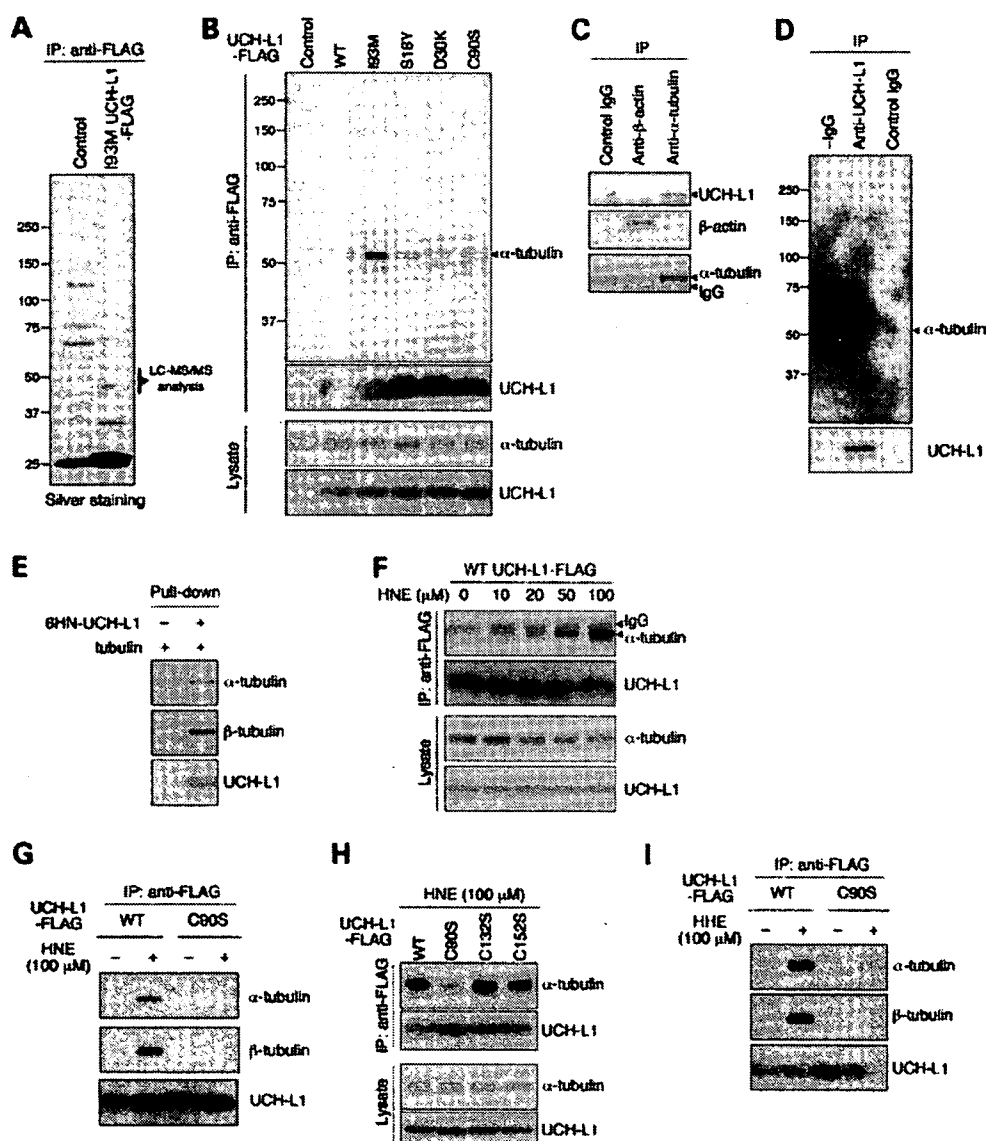 A
IP: anti-FLAG
Control
I93M UCH-L1
-FLAG
250
150
100
75
50
37
25
LC-MS/MS
analysis
Silver staining
B
UCH-L1
-FLAG
Control
WT
I93M
S18Y
D30K
C90S
IP: anti-FLAG
250
150
100
75
50
37
α-tubulin
UCH-L1
Lysate
α-tubulin
UCH-L1
C
IP
Control IgG
Anti-β-actin
Anti-α-tubulin
UCH-L1
β-actin
α-tubulin
IgG
D
IP
-IgG
Anti-UCH-L1
Control IgG
250
150
100
75
50
37
α-tubulin
UCH-L1
E
Pull-down
6HN-UCH-L1 − +
tubulin + +
α-tubulin
β-tubulin
UCH-L1
F
WT UCH-L1-FLAG
HNE (μM) 0 10 20 50 100
IP: anti-FLAG
IgG
α-tubulin
UCH-L1
Lysate
α-tubulin
UCH-L1
G
IP: anti-FLAG
UCH-L1
-FLAG
WT C90S
HNE
(100 μM)
− + − +
α-tubulin
β-tubulin
UCH-L1
H
HNE (100 μM)
UCH-L1
-FLAG
WT
C90S
C132S
C152S
IP: anti-FLAG
α-tubulin
UCH-L1
Lysate
α-tubulin
UCH-L1
I
IP: anti-FLAG
UCH-L1
-FLAG
WT C90S
HNE
(100 μM)
− + − +
α-tubulin
β-tubulin
UCH-L1